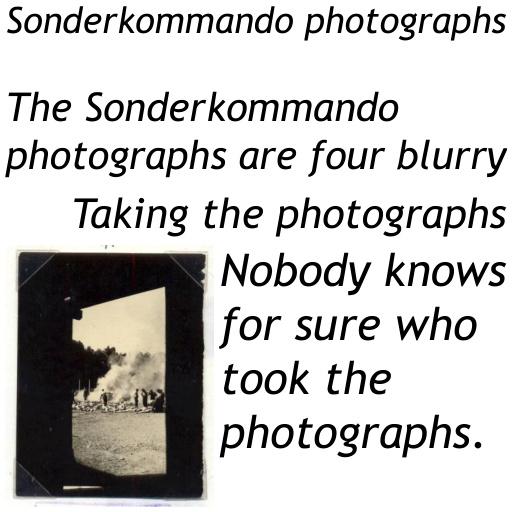 Sonderkommando photographs
The Sonderkommando
photographs are four blurry
Taking the photographs
Nobody knows
for sure who
took the
photographs.